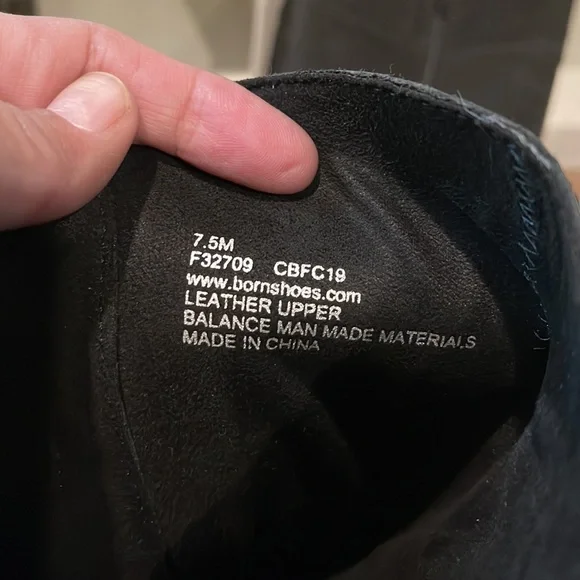 7.5M
F32709 CBFC19
www.bornshoes.com
LEATHER UPPER
BALANCE MAN MADE MATERIALS
MADE IN CHINA